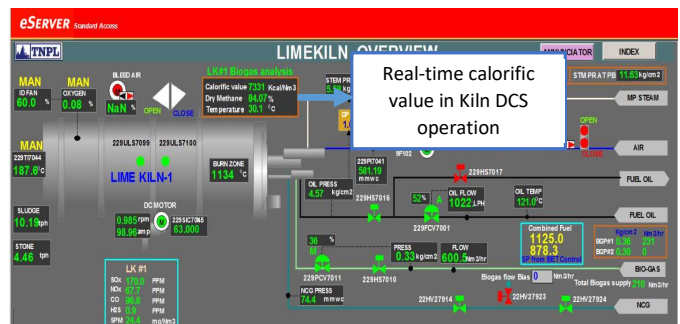 eSERVER Standard Access
TNPL
LIMEKILN OVERVIEW
INDEX
MAN
ID FAN
60.0 %
MAN
OXYGEN
0.08 %
BLEED AIR
NaN %
OPEN
CLOSE
LK#1 Biogas analysis
Calorific value 7331 Kcal/Nm3
Dry Methane 84.07%
Temperature 30.1 °C
Real-time calorific
value in Kiln DCS
operation
STM PR AT PB 11.63 kg/cm2
MP STEAM
OPEN
CLOSE
AIR
MAN
229TI7044
187.6°C
229ULS7099
229ULS7100
LIME KILN-1
BURN ZONE
1134 °C
229PI7041
581.19
mmwc
9F102
229HS7017
FUEL OIL
OIL PRESS
4.57 kg/cm2
229HS7016
52%
A
OIL FLOW
1022 LPH
229FCV7001
OIL TEMP
121.0°C
FUEL OIL
SLUDGE
10.19 tph
STONE
4.46 tph
DC MOTOR
0.985 rpm
98.96 amp
M
229SIC7045
63.000
Combined Fuel
1125.0
878.3
SP from BET Control
Kg/cm2 Nm3/hr
BGP#1 0.36 231
BGP#2 0.39 0
36 %
M
229PCV7011
PRESS
0.33 kg/cm2
229HS7010
FLOW
600.5 Nm3/hr
BIO-GAS
Biogas flow Bias 0 Nm3/hr
Total Biogas supply 210 Nm3/hr
LK #1
SOx 170.0 PPM
NOx 67.7 PPM
CO 96.8 PPM
H2S 0.9 PPM
SPM 24.4 mg/Nm3
NCG PRESS
74.4 mmwc
22HV27914
22HV27923
22HV27924
NCG